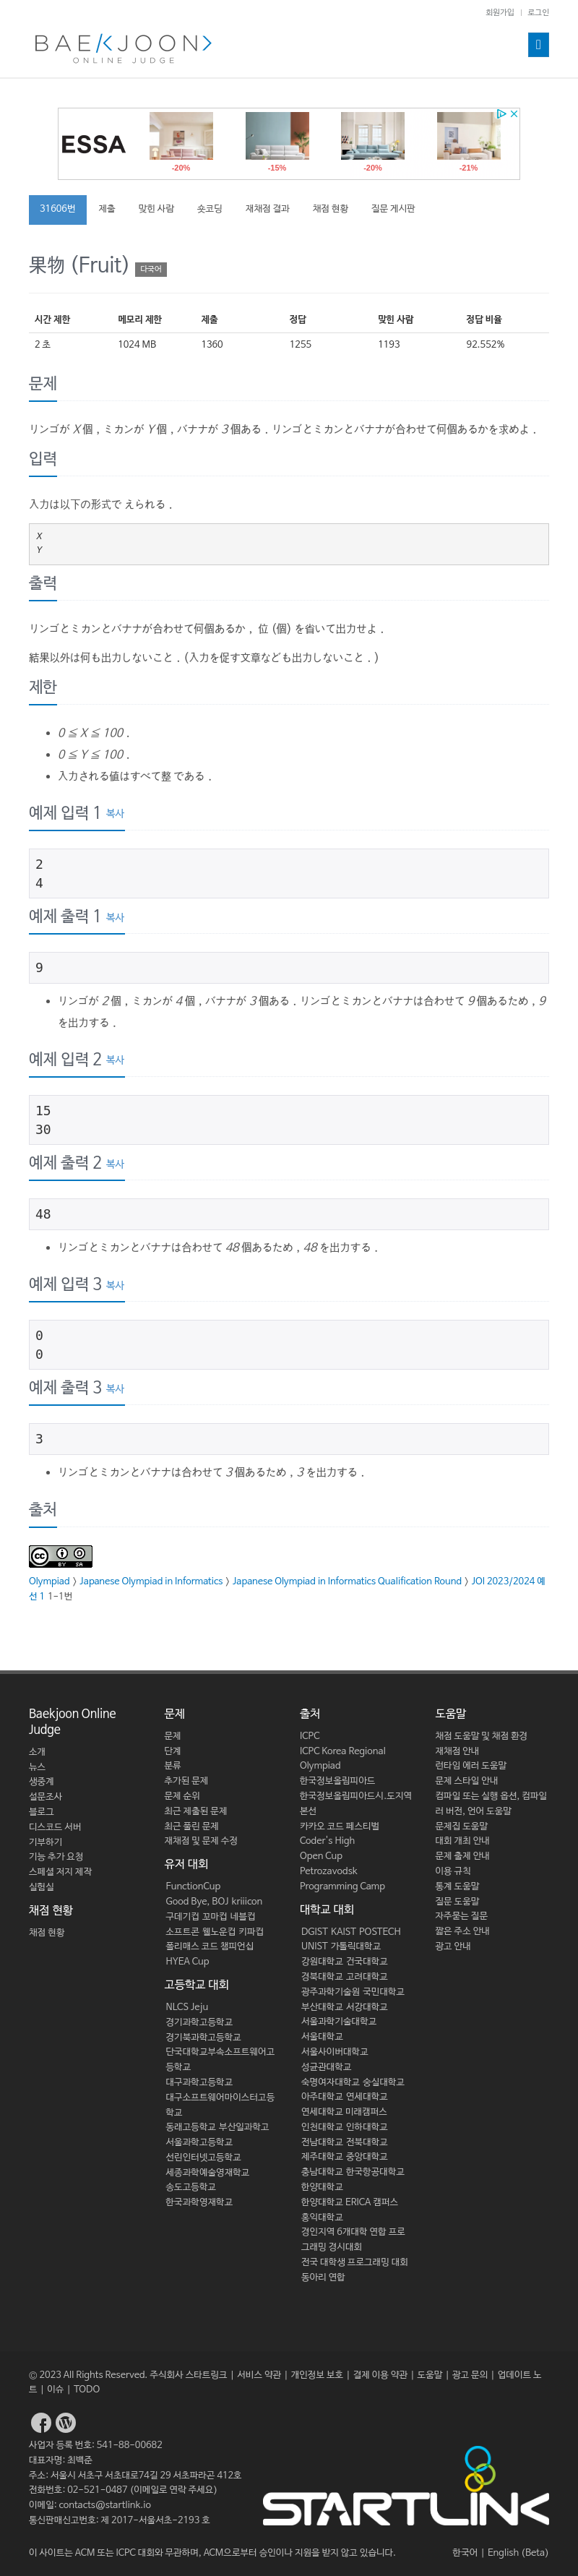 회원가입 | 로그인
BAEKJOON>
ONLINE JUDGE
ESSA
-20% -15% -20% -21%
31606번 제출 맞힌 사람 숏코딩 재채점 결과 채점 현황 질문 게시판
果物 (Fruit) 다국어
시간 제한 메모리 제한 제출 정답 맞힌 사람 정답 비율
2 초 1024 MB 1360 1255 1193 92.552%
문제
リンゴが X 個，ミカンが Y 個，バナナが 3 個ある．リンゴとミカンとバナナが合わせて何個あるかを求めよ．
입력
入力は以下の形式で えられる．
X
Y
출력
リンゴとミカンとバナナが合わせて何個あるか， 位 (個) を省いて出力せよ．
結果以外は何も出力しないこと．(入力を促す文章なども出力しないこと．)
제한
0 ≦ X ≦ 100．
0 ≦ Y ≦ 100．
入力される値はすべて整 である．
예제 입력 1 복사
2
4
예제 출력 1 복사
9
リンゴが 2 個，ミカンが 4 個，バナナが 3 個ある．リンゴとミカンとバナナは合わせて 9 個あるため，9
を出力する．
예제 입력 2 복사
15
30
예제 출력 2 복사
48
リンゴとミカンとバナナは合わせて 48 個あるため，48 を出力する．
예제 입력 3 복사
0
0
예제 출력 3 복사
3
リンゴとミカンとバナナは合わせて 3 個あるため，3 を出力する．
출처
CC BY SA
Olympiad > Japanese Olympiad in Informatics > Japanese Olympiad in Informatics Qualification Round > JOI 2023/2024 예
선 1 1-1번
Baekjoon Online
Judge
소개
뉴스
생중계
설문조사
블로그
디스코드 서버
기부하기
기능 추가 요청
스페셜 저지 제작
실험실
채점 현황
채점 현황
문제
문제
단계
분류
추가된 문제
문제 순위
최근 제출된 문제
최근 풀린 문제
재채점 및 문제 수정
유저 대회
FunctionCup
Good Bye, BOJ kriiicon
구데기컵 꼬마컵 네블컵
소프트콘 웰노운컵 키파컵
폴리매스 코드 챔피언십
HYEA Cup
고등학교 대회
NLCS Jeju
경기과학고등학교
경기북과학고등학교
단국대학교부속소프트웨어고
등학교
대구과학고등학교
대구소프트웨어마이스터고등
학교
동래고등학교 부산일과학고
서울과학고등학교
선린인터넷고등학교
세종과학예술영재학교
송도고등학교
한국과학영재학교
출처
ICPC
ICPC Korea Regional
Olympiad
한국정보올림피아드
한국정보올림피아드시.도지역
본선
카카오 코드 페스티벌
Coder's High
Open Cup
Petrozavodsk
Programming Camp
대학교 대회
DGIST KAIST POSTECH
UNIST 가톨릭대학교
강원대학교 건국대학교
경북대학교 고려대학교
광주과학기술원 국민대학교
부산대학교 서강대학교
서울과학기술대학교
서울대학교
서울사이버대학교
성균관대학교
숙명여자대학교 숭실대학교
아주대학교 연세대학교
연세대학교 미래캠퍼스
인천대학교 인하대학교
전남대학교 전북대학교
제주대학교 중앙대학교
충남대학교 한국항공대학교
한양대학교
한양대학교 ERICA 캠퍼스
홍익대학교
경인지역 6개대학 연합 프로
그래밍 경시대회
전국 대학생 프로그래밍 대회
동아리 연합
도움말
채점 도움말 및 채점 환경
재채점 안내
런타임 에러 도움말
문제 스타일 안내
컴파일 또는 실행 옵션, 컴파일
러 버전, 언어 도움말
문제집 도움말
대회 개최 안내
문제 출제 안내
이용 규칙
통계 도움말
질문 도움말
자주묻는 질문
짧은 주소 안내
광고 안내
© 2023 All Rights Reserved. 주식회사 스타트링크 | 서비스 약관 | 개인정보 보호 | 결제 이용 약관 | 도움말 | 광고 문의 | 업데이트 노
트 | 이슈 | TODO
사업자 등록 번호: 541-88-00682
대표자명: 최백준
주소: 서울시 서초구 서초대로74길 29 서초파라곤 412호
전화번호: 02-521-0487 (이메일로 연락 주세요)
이메일: contacts@startlink.io
통신판매신고번호: 제 2017-서울서초-2193 호
STARTLINK
이 사이트는 ACM 또는 ICPC 대회와 무관하며, ACM으로부터 승인이나 지원을 받지 않고 있습니다. 한국어 | English (Beta)